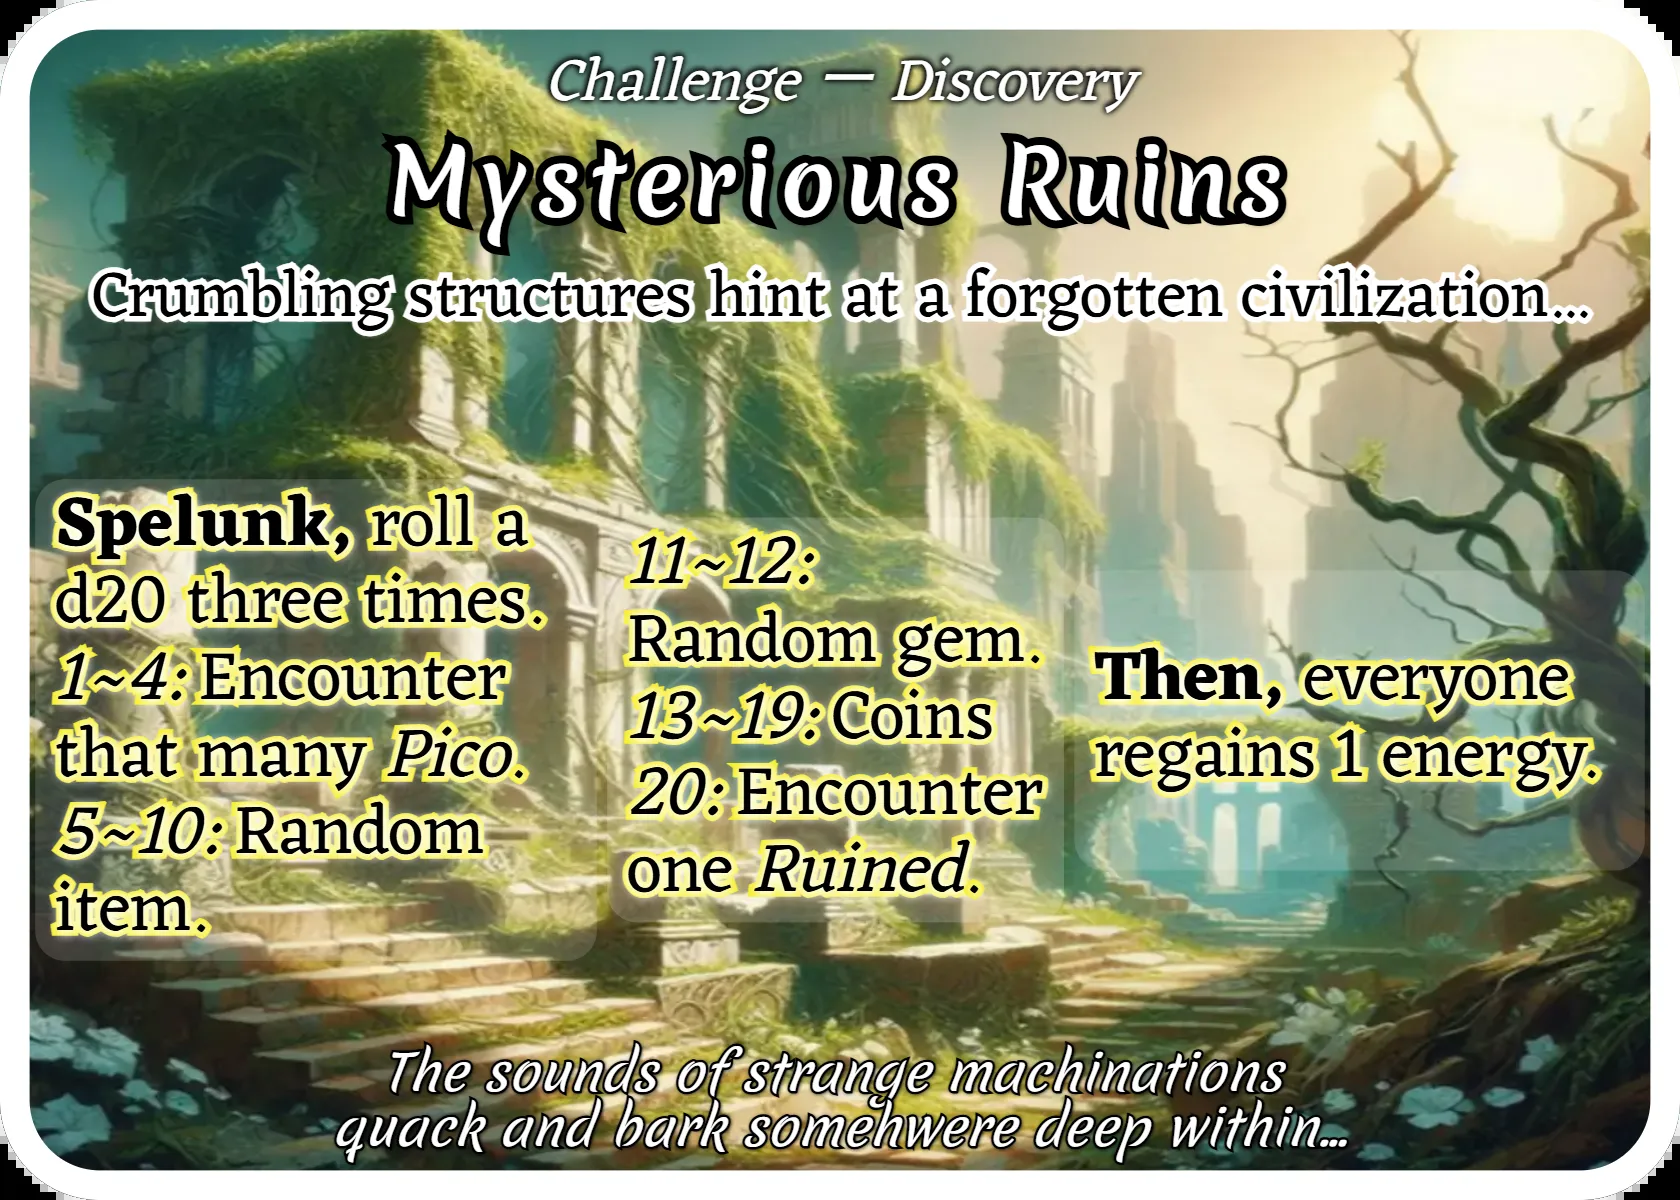 Challenge — Discovery
Mysterious Ruins
Crumbling structures hint at a forgotten civilization...
Spelunk, roll a
d20 three times.
1~4: Encounter
that many Pico.
5~10: Random
item.
11~12:
Random gem.
13~19: Coins
20: Encounter
one Ruined.
Then, everyone
regains 1 energy.
The sounds of strange machinations
quack and bark somehwere deep within...